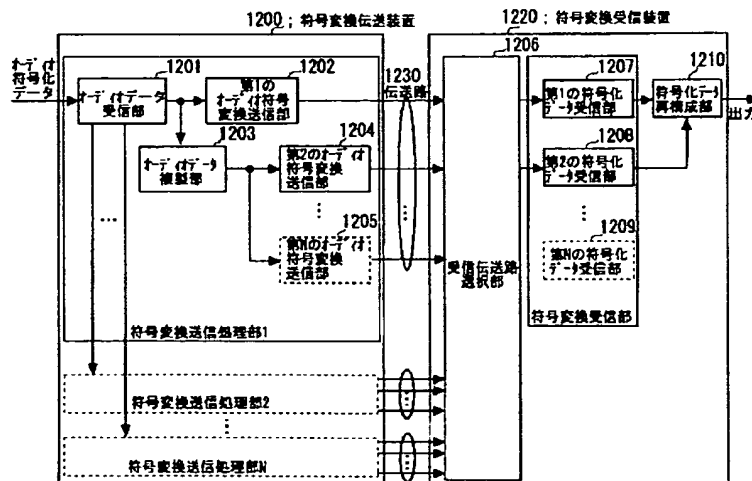 1200 ; 符号変換伝送装置
1220 ; 符号変換受信装置
1206
ｵｰﾃﾞｨｵ
符号化
ﾃﾞｰﾀ
1201
ｵｰﾃﾞｨｵﾃﾞｰﾀ
受信部
1202
第1の
ｵｰﾃﾞｨｵ符号
変換送信部
1230
伝送路
1203
ｵｰﾃﾞｨｵﾃﾞｰﾀ
複製部
1204
第2のｵｰﾃﾞｨｵ
符号変換
送信部
1205
第Nのｵｰﾃﾞｨｵ
符号変換
送信部
符号変換送信処理部1
符号変換送信処理部2
符号変換送信処理部N
受信伝送路
選択部
1207
第1の符号化
ﾃﾞｰﾀ受信部
1208
第2の符号化
ﾃﾞｰﾀ受信部
1209
第Nの符号化
ﾃﾞｰﾀ受信部
符号変換受信部
1210
符号化ﾃﾞｰﾀ
再構成部
出力